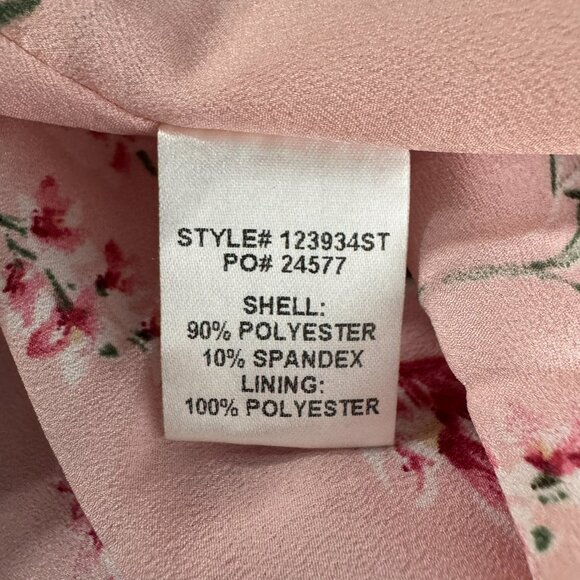 STYLE# 123934ST
PO# 24577
SHELL:
90% POLYESTER
10% SPANDEX
LINING:
100% POLYESTER